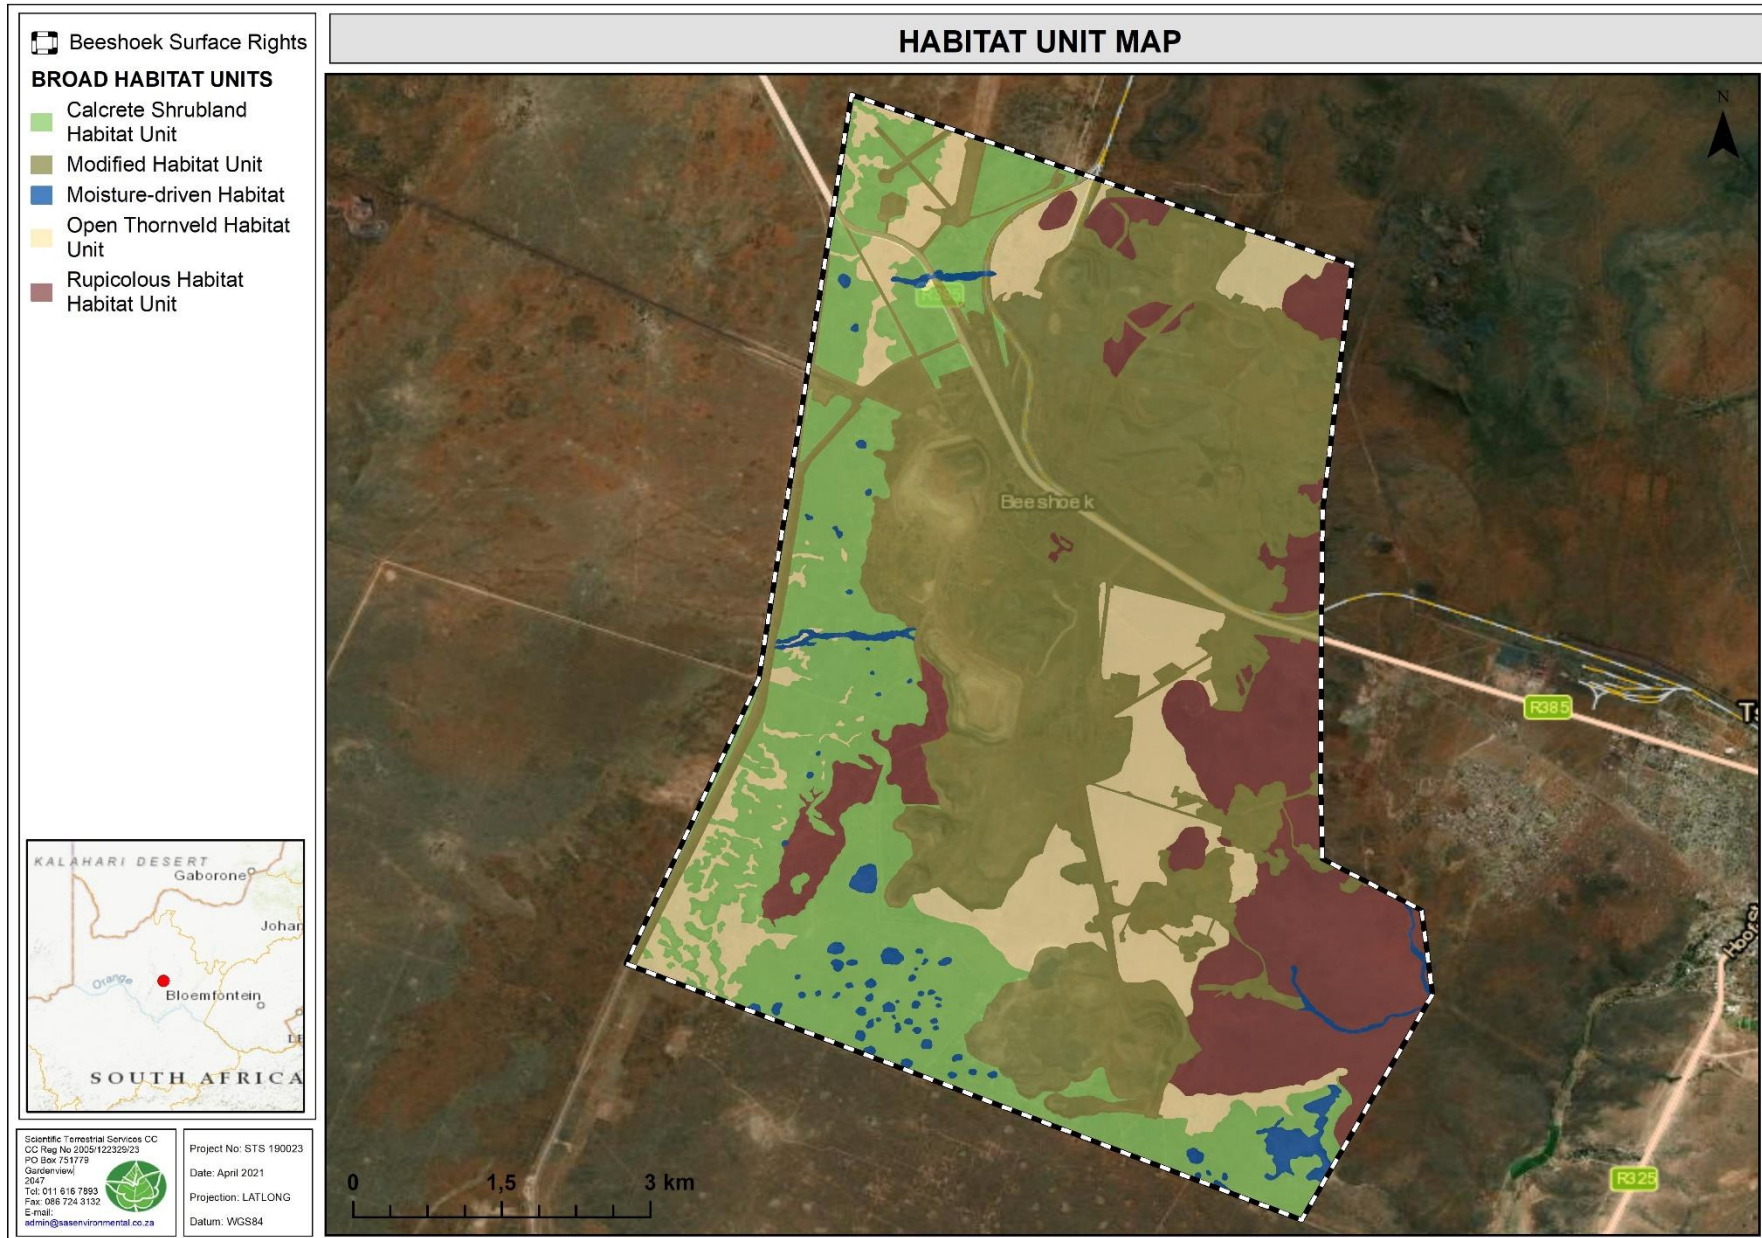 HABITAT UNIT MAP
Beeshoek Surface Rights
BROAD HABITAT UNITS
Calcrete Shrubland
Habitat Unit
Modified Habitat Unit
Moisture-driven Habitat
Open Thornveld Habitat
Unit
Rupicolous Habitat
Habitat Unit
N
Beeshoek
R385
R385
R325
0
1,5
3 km
KALAHARI DESERT
Gaborone
Johan
Orange
Bloemfontein
SOUTH AFRICA
Scientific Terrestrial Services CC
CC Reg No 2005/122329/23
PO Box 751779
Gardenview
2047
Tel: 011 616 7893
Fax: 086 724 3132
E-mail:
admin@sasenvironmental.co.za
Project No: STS 190023
Date: April 2021
Projection: LATLONG
Datum: WGS84